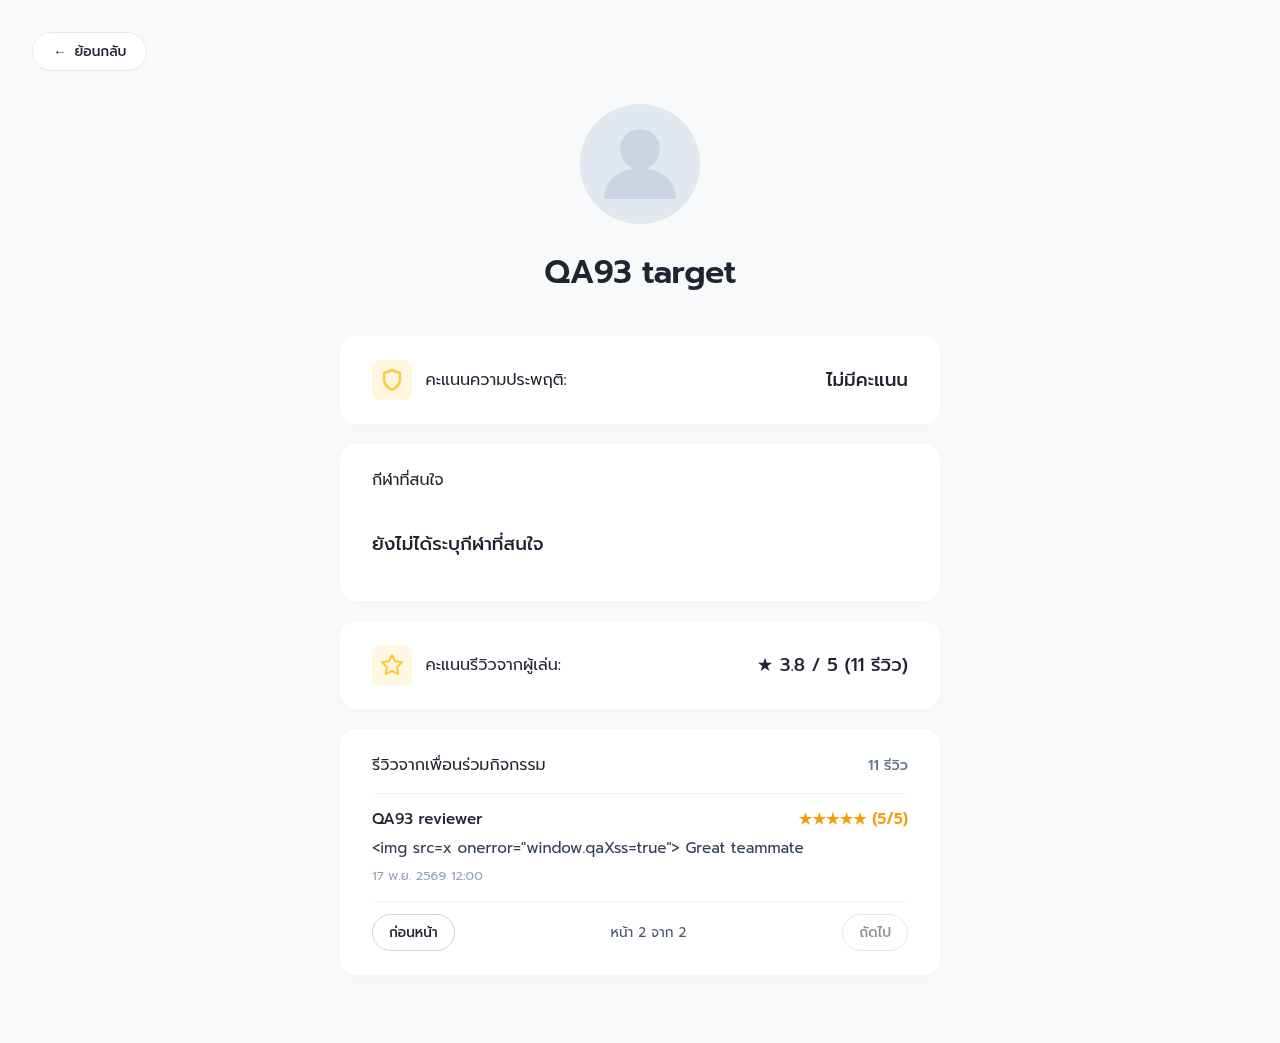 ← ย้อนกลับ
QA93 target
คะแนนความประพฤติ:
ไม่มีคะแนน
กีฬาที่สนใจ
ยังไม่ได้ระบุกีฬาที่สนใจ
คะแนนรีวิวจากผู้เล่น:
★ 3.8 / 5 (11 รีวิว)
รีวิวจากเพื่อนร่วมกิจกรรม
11 รีวิว
QA93 reviewer
★★★★★ (5/5)
<img src=x onerror="window.qaXss=true"> Great teammate
17 พ.ย. 2569 12:00
ก่อนหน้า
หน้า 2 จาก 2
ถัดไป